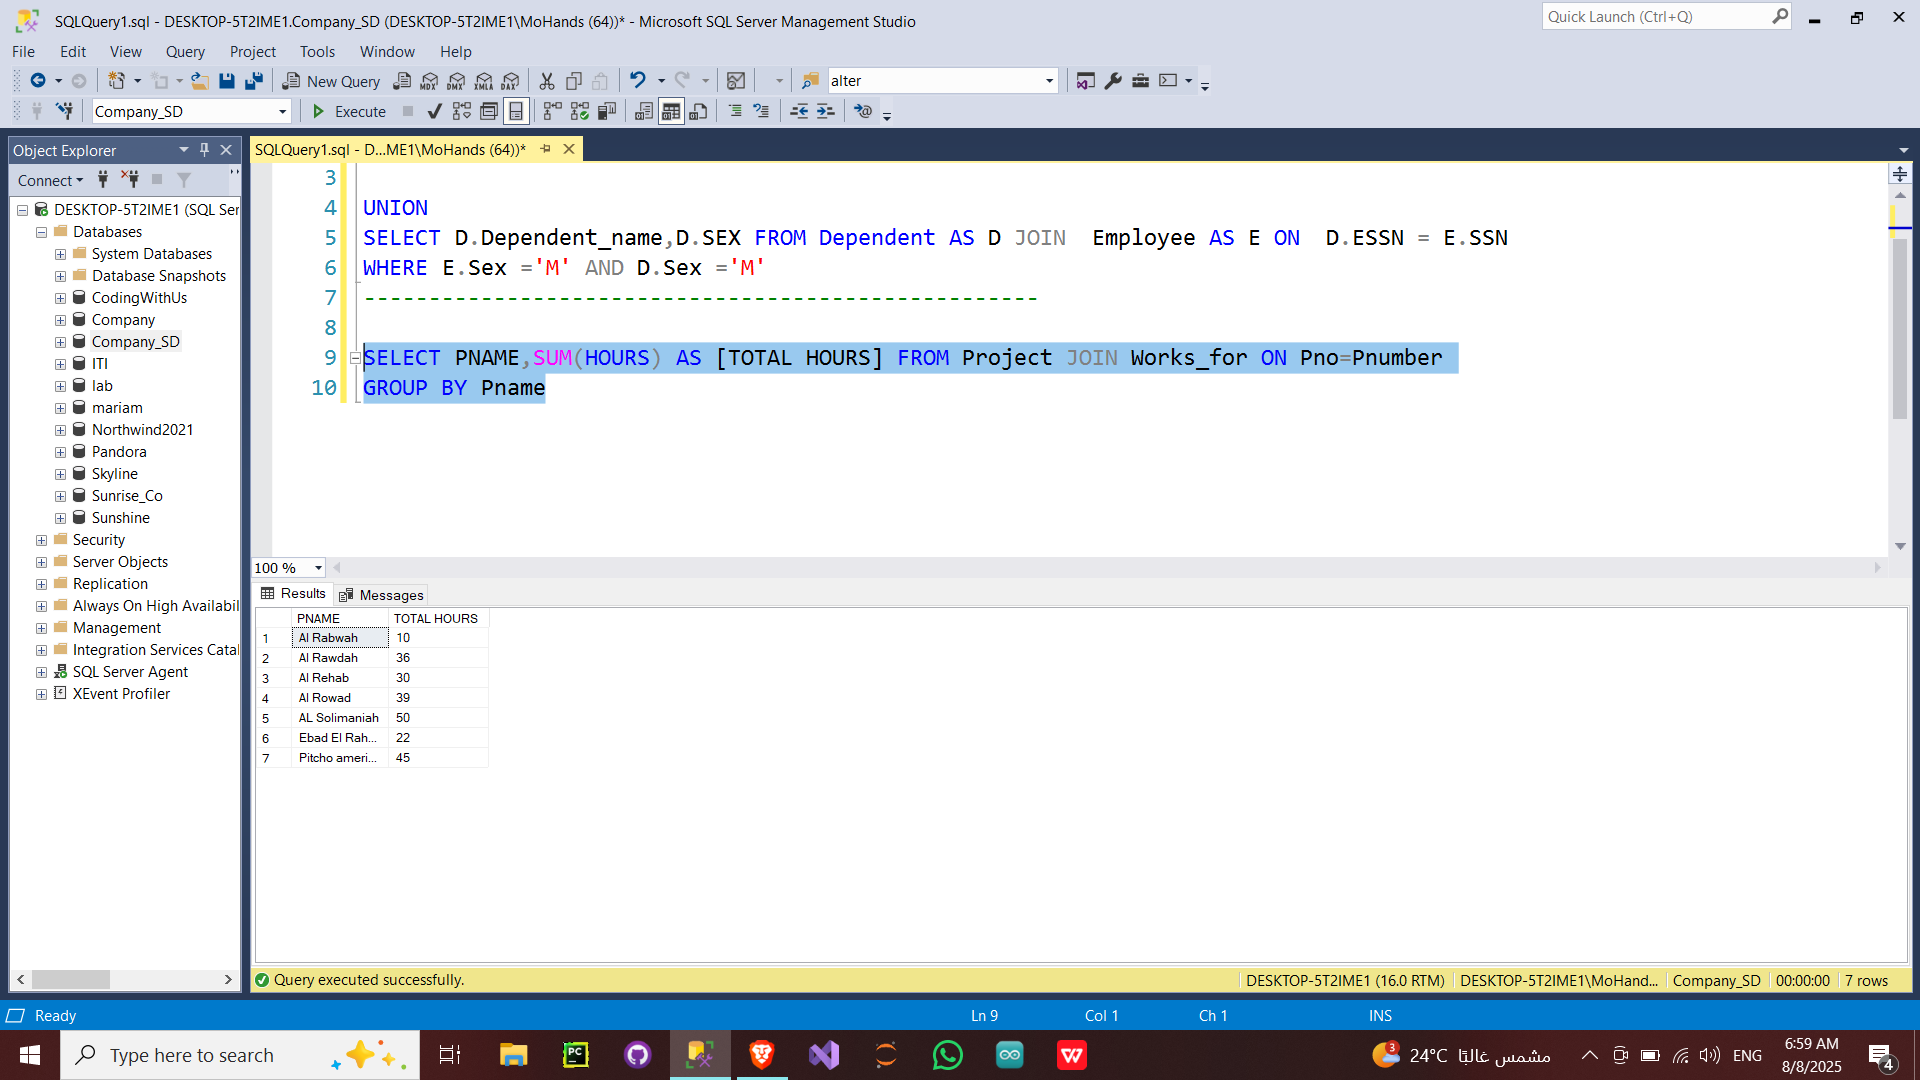 SQLQuery1.sql - DESKTOP-5T2IME1.Company_SD (DESKTOP-5T2IME1\MoHands (64))* - Microsoft SQL Server Management Studio
Quick Launch (Ctrl+Q)
File Edit View Query Project Tools Window Help
New Query MDX DMX XMLA DAX alter
Company_SD Execute
Object Explorer
SQLQuery1.sql - D...ME1\MoHands (64))*
Connect
DESKTOP-5T2IME1 (SQL Ser
Databases
System Databases
Database Snapshots
CodingWithUs
Company
Company_SD
ITI
lab
mariam
Northwind2021
Pandora
Skyline
Sunrise_Co
Sunshine
Security
Server Objects
Replication
Always On High Availabil
Management
Integration Services Catal
SQL Server Agent
XEvent Profiler
3
4 UNION
5 SELECT D.Dependent_name,D.SEX FROM Dependent AS D JOIN  Employee AS E ON  D.ESSN = E.SSN
6 WHERE E.Sex ='M' AND D.Sex ='M'
7 ----------------------------------------------------
8
9 SELECT PNAME,SUM(HOURS) AS [TOTAL HOURS] FROM Project JOIN Works_for ON Pno=Pnumber
10 GROUP BY Pname
100 %
Results Messages
PNAME TOTAL HOURS
1 Al Rabwah 10
2 Al Rawdah 36
3 Al Rehab 30
4 Al Rowad 39
5 AL Solimaniah 50
6 Ebad El Rah... 22
7 Pitcho ameri... 45
Query executed successfully.
DESKTOP-5T2IME1 (16.0 RTM) DESKTOP-5T2IME1\MoHand... Company_SD 00:00:00 7 rows
Ready Ln 9 Col 1 Ch 1 INS
Type here to search
PC
W
3
24°C مشمس غالبًا
ENG
6:59 AM
8/8/2025
4